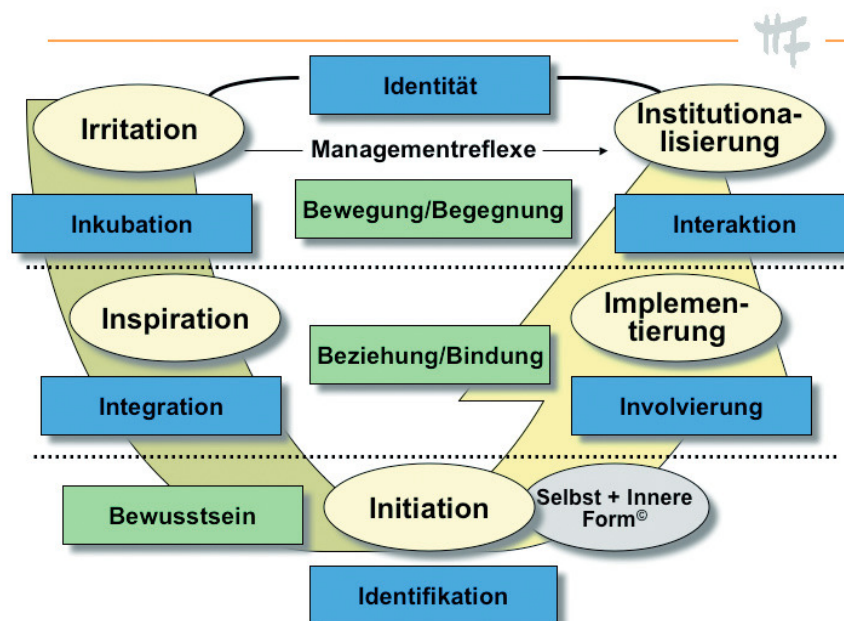 Identität
Irritation
Institutiona-
lisierung
Managementreflexe
Bewegung/Begegnung
Inkubation
Interaktion
Inspiration
Implemen-
tierung
Beziehung/Bindung
Integration
Involvierung
Initiation
Selbst + Innere
Form©
Bewusstsein
Identifikation